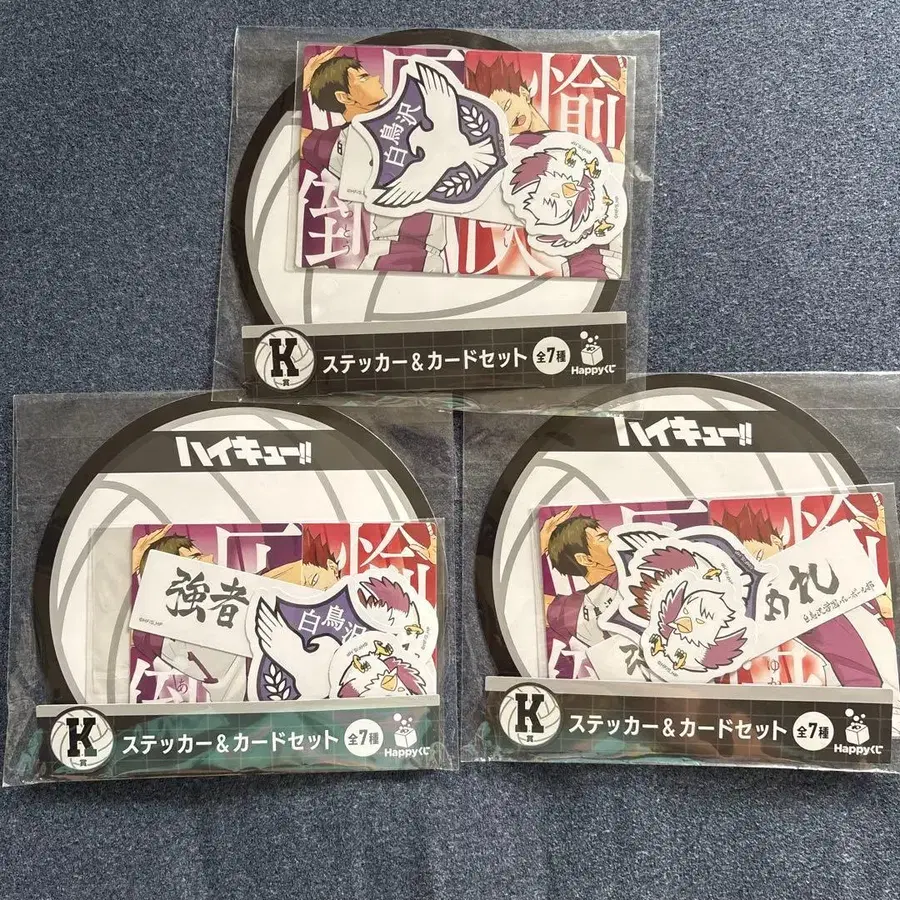 白鳥沢
圧
倒
愉
K
賞
ステッカー&カードセット
全7種
Happyくじ
ハイキュー!!
強者
白鳥沢
K
賞
ステッカー&カードセット
全7種
Happyくじ
ハイキュー!!
K
賞
ステッカー&カードセット
全7種
Happyくじ